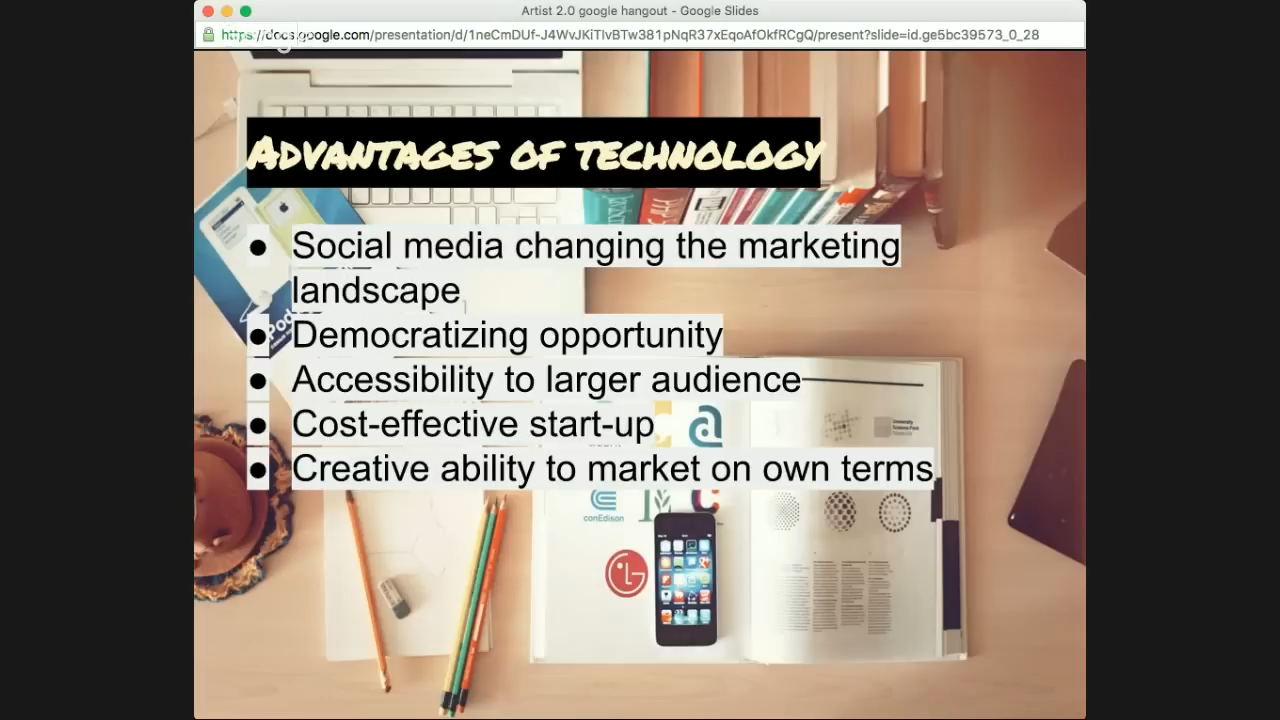 Artist 2.0 google hangout - Google Slides
https://docs.google.com/presentation/d/1neCmDUf-J4WvJKiTlvBTw381pNqR37xEqoAfOkfRCgQ/present?slide=id.ge5bc39573_0_28
ADVANTAGES OF TECHNOLOGY
● Social media changing the marketing
landscape
● Democratizing opportunity
● Accessibility to larger audience
● Cost-effective start-up
● Creative ability to market on own terms
conEdison
LG